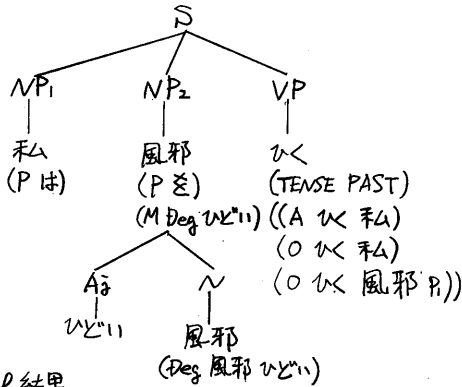 S
NP₁ NP₂ VP
私 風邪 ひく
(P は) (P を) (TENSE PAST)
(M Deg ひどい) ((A ひく 私)
(O ひく 私)
Aj N (O ひく 風邪 P₁))
ひどい 風邪
(Deg 風邪 ひどい)
結果